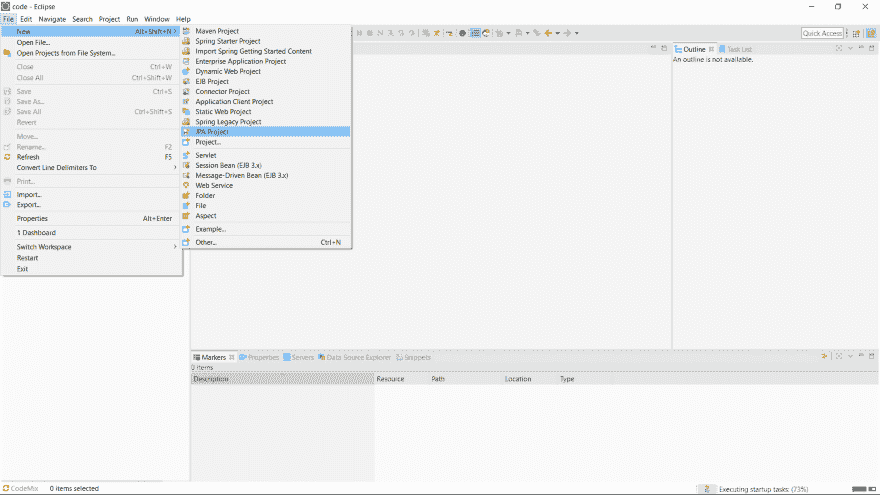 code - Eclipse
File Edit Navigate Search Project Run Window Help
New Alt+Shift+N >
Open File...
Open Projects from File System...
Close Ctrl+W
Close All Ctrl+Shift+W
Save Ctrl+S
Save As...
Save All Ctrl+Shift+S
Revert
Move...
Rename... F2
Refresh F5
Convert Line Delimiters To >
Print...
Import...
Export...
Properties Alt+Enter
1 Dashboard
Switch Workspace >
Restart
Exit
Maven Project
Spring Starter Project
Import Spring Getting Started Content
Enterprise Application Project
Dynamic Web Project
EJB Project
Connector Project
Application Client Project
Static Web Project
Spring Legacy Project
JPA Project
Project...
Servlet
Session Bean (EJB 3.x)
Message-Driven Bean (EJB 3.x)
Web Service
Folder
File
Aspect
Example...
Other... Ctrl+N
Quick Access
Outline Task List
An outline is not available.
Markers Properties Servers Data Source Explorer Snippets
0 items
Description Resource Path Location Type
CodeMix 0 items selected
Executing startup tasks: (73%)